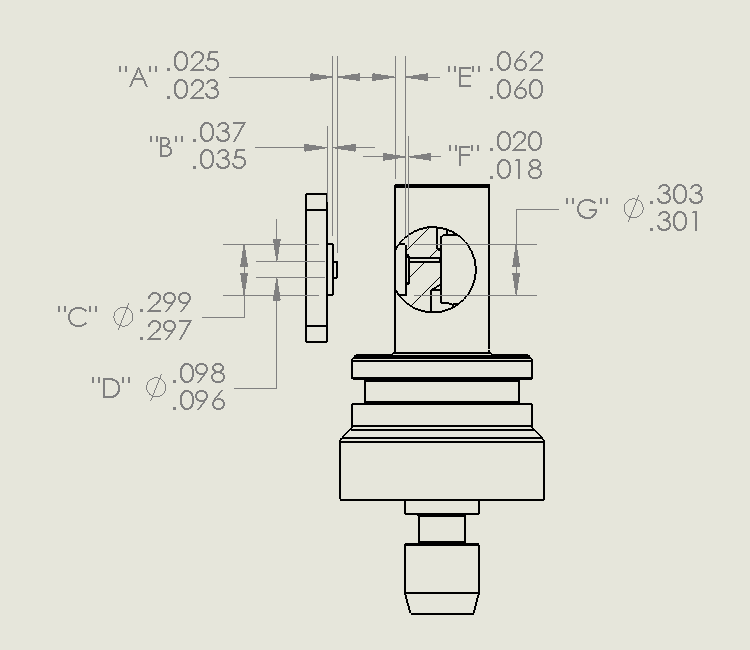 "A" .025
.023
"E" .062
.060
"B" .037
.035
"F" .020
.018
"G" ∅ .303
.301
"C" ∅ .299
.297
"D" ∅ .098
.096